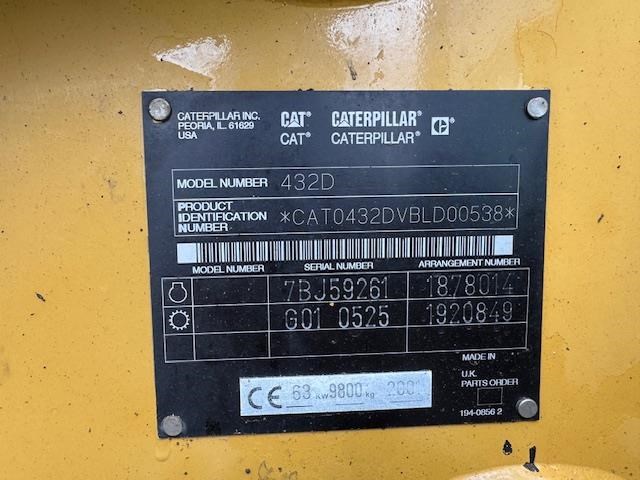 CATERPILLAR INC.
PEORIA, IL. 61629
USA
CAT® CATERPILLAR®
CAT® CATERPILLAR®
MODEL NUMBER 432D
PRODUCT IDENTIFICATION NUMBER *CAT0432DVBLD00538*
MODEL NUMBER SERIAL NUMBER ARRANGEMENT NUMBER
7BJ59261 1878014
G01 0525 1920849
MADE IN
U.K.
PARTS ORDER
194-0856 2
CE 63 KW 9800 kg